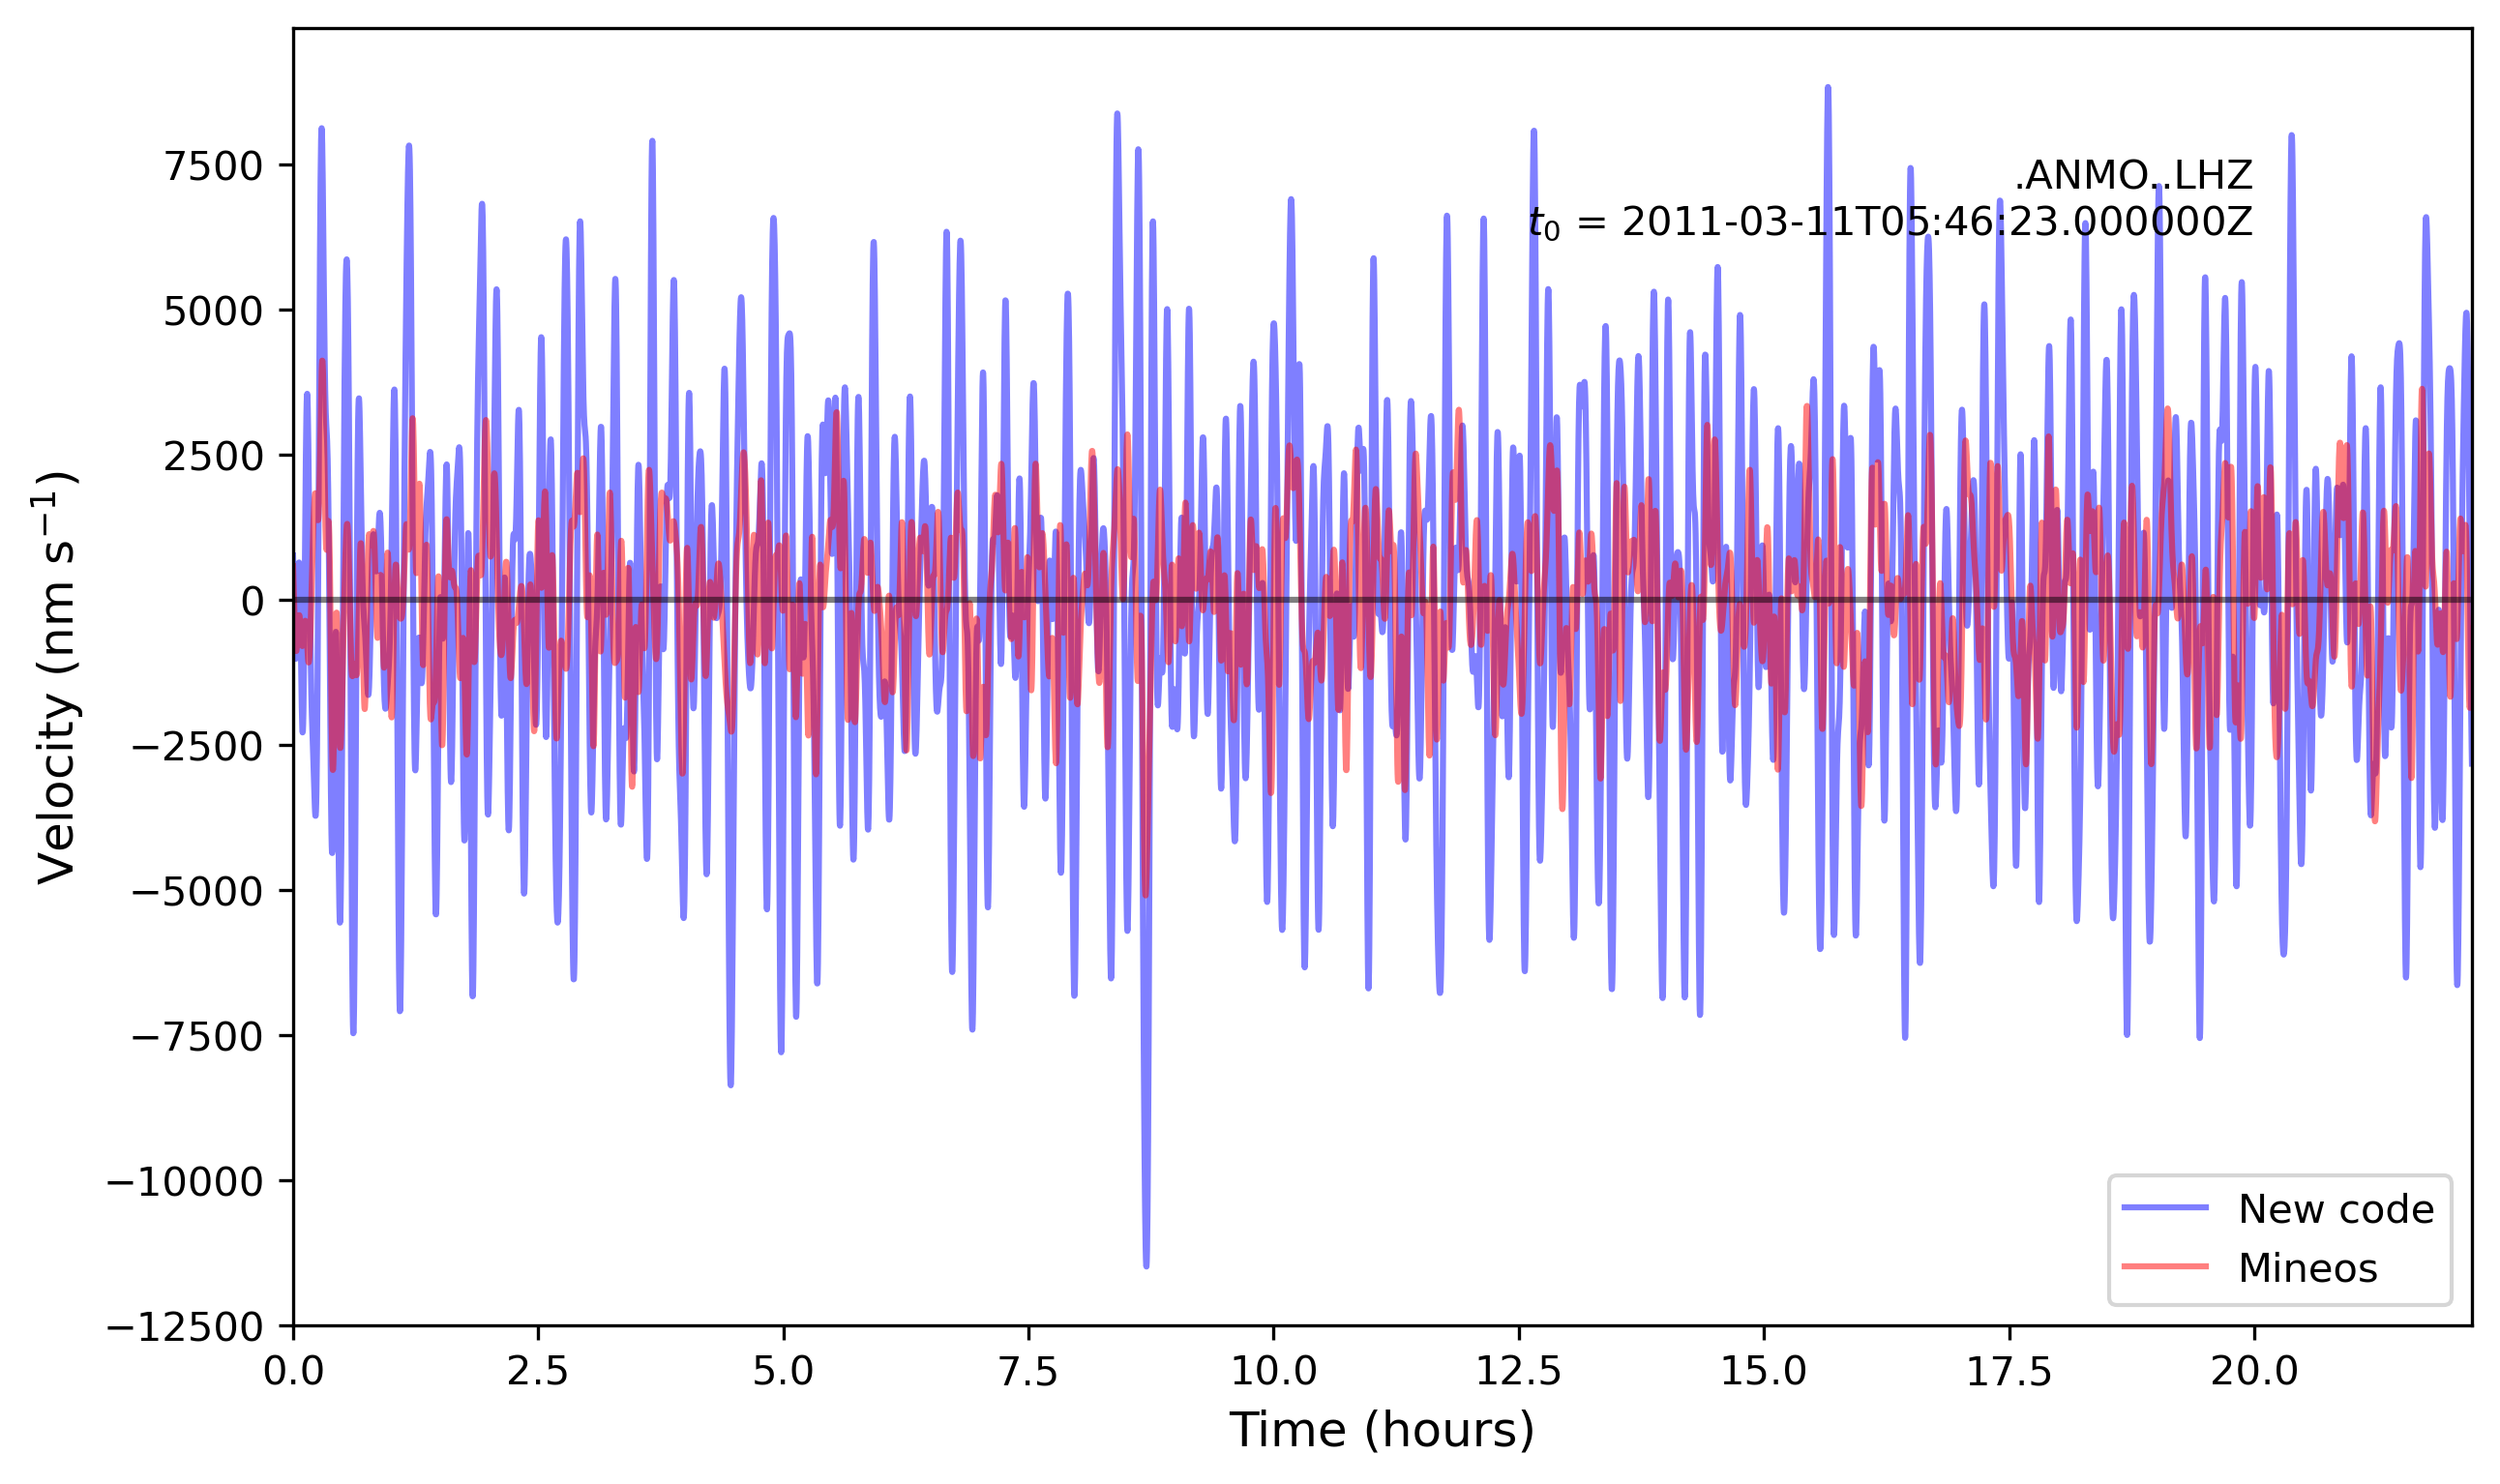 Velocity (nm s⁻¹)
7500
5000
2500
0
−2500
−5000
−7500
−10000
−12500
.ANMO..LHZ
t₀ = 2011-03-11T05:46:23.000000Z
New code
Mineos
0.0 2.5 5.0 7.5 10.0 12.5 15.0 17.5 20.0
Time (hours)